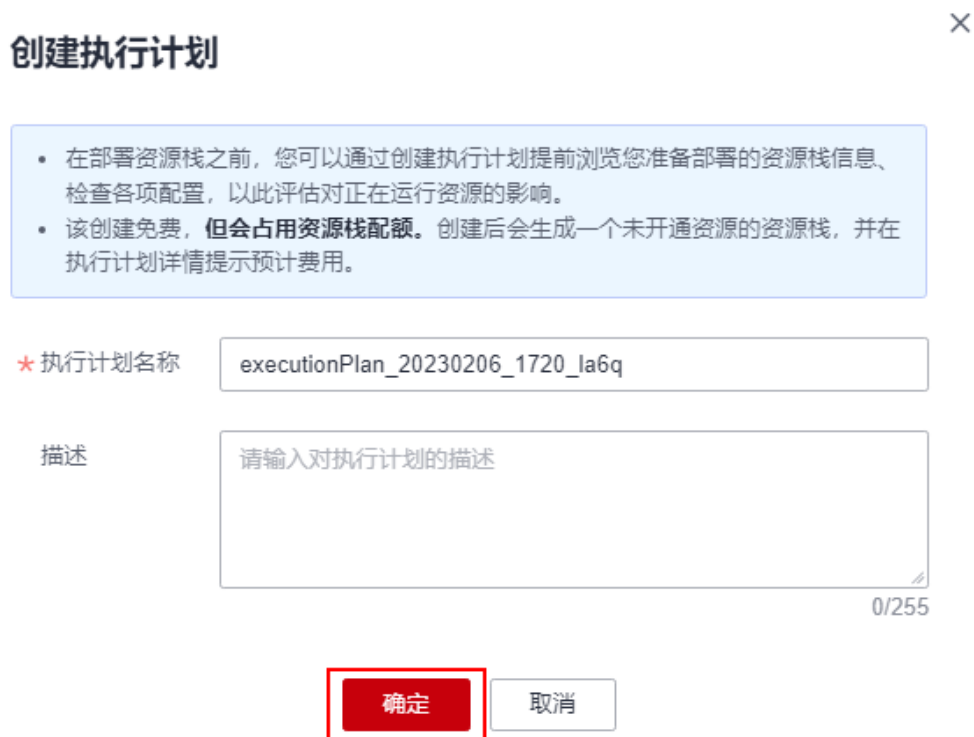 创建执行计划
• 在部署资源栈之前，您可以通过创建执行计划提前浏览您准备部署的资源栈信息、
检查各项配置，以此评估对正在运行资源的影响。
• 该创建免费，但会占用资源栈配额。创建后会生成一个未开通资源的资源栈，并在
执行计划详情提示预计费用。
* 执行计划名称 executionPlan_20230206_1720_la6q
描述 请输入对执行计划的描述
0/255
确定 取消